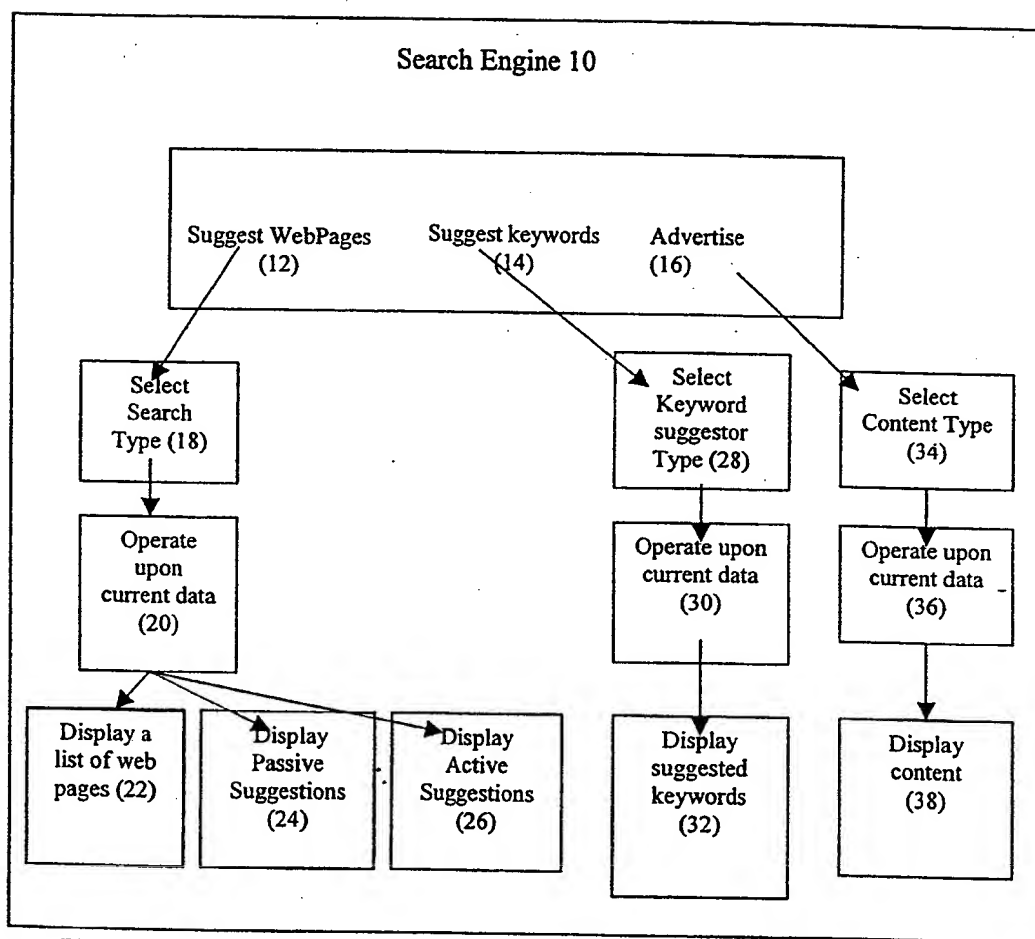 Search Engine 10
Suggest WebPages
(12)
Suggest keywords
(14)
Advertise
(16)
Select
Search
Type (18)
Select
Keyword
suggestor
Type (28)
Select
Content Type
(34)
Operate
upon
current data
(20)
Operate upon
current data
(30)
Operate upon
current data
(36)
Display a
list of web
pages (22)
Display
Passive
Suggestions
(24)
Display
Active
Suggestions
(26)
Display
suggested
keywords
(32)
Display
content
(38)